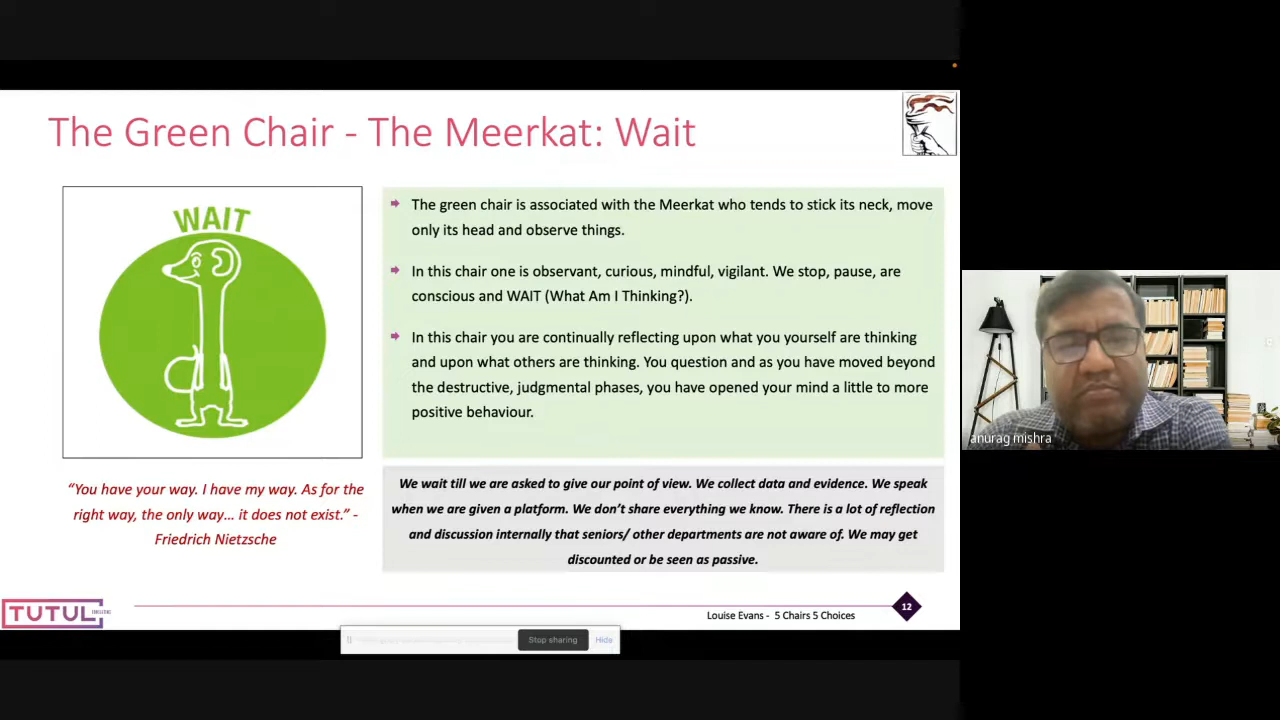 The Green Chair - The Meerkat: Wait
WAIT
The green chair is associated with the Meerkat who tends to stick its neck, move
only its head and observe things.
In this chair one is observant, curious, mindful, vigilant. We stop, pause, are
conscious and WAIT (What Am I Thinking?).
In this chair you are continually reflecting upon what you yourself are thinking
and upon what others are thinking. You question and as you have moved beyond
the destructive, judgmental phases, you have opened your mind a little to more
positive behaviour.
“You have your way. I have my way. As for the
right way, the only way… it does not exist.” -
Friedrich Nietzsche
We wait till we are asked to give our point of view. We collect data and evidence. We speak
when we are given a platform. We don’t share everything we know. There is a lot of reflection
and discussion internally that seniors/ other departments are not aware of. We may get
discounted or be seen as passive.
anurag mishra
TUTUL
Louise Evans - 5 Chairs 5 Choices
12
Stop sharing
Hide